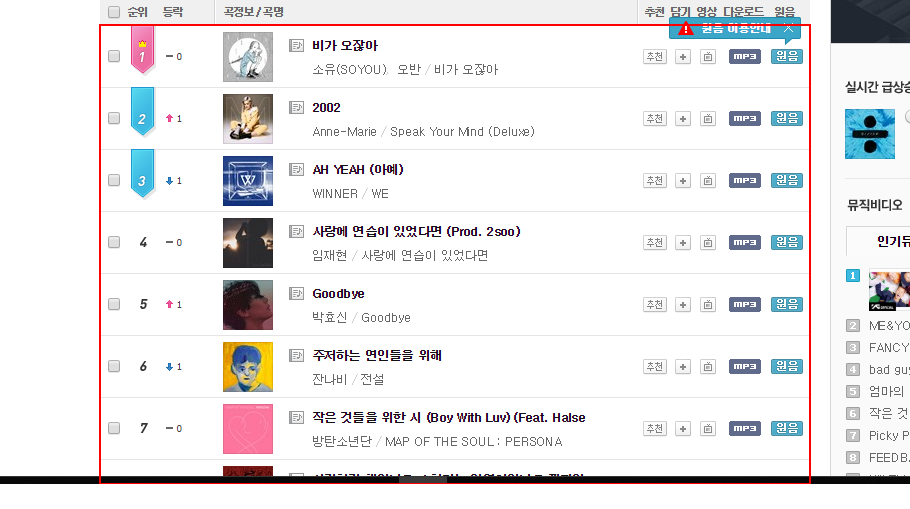 순위 등락 곡정보 / 곡명 추천 담기 영상 다운로드 원음
원음 이용안내
1 0 비가 오잖아 추천 MP3 원음
소유(SOYOU), 오반 / 비가 오잖아
2 1 2002 추천 MP3 원음
Anne-Marie / Speak Your Mind (Deluxe)
3 1 AH YEAH (아예) 추천 MP3 원음
WINNER / WE
4 0 사랑에 연습이 있었다면 (Prod. 2soo) 추천 MP3 원음
임재현 / 사랑에 연습이 있었다면
5 1 Goodbye 추천 MP3 원음
박효신 / Goodbye
6 1 주저하는 연인들을 위해 추천 MP3 원음
잔나비 / 전설
7 0 작은 것들을 위한 시 (Boy With Luv) (Feat. Halse 추천 MP3 원음
방탄소년단 / MAP OF THE SOUL : PERSONA
실시간 급상승
뮤직비디오
인기뮤
1
2 ME&YO
3 FANCY
4 bad guy
5 엄마의
6 작은 것
7 Picky P
8 FEEDB